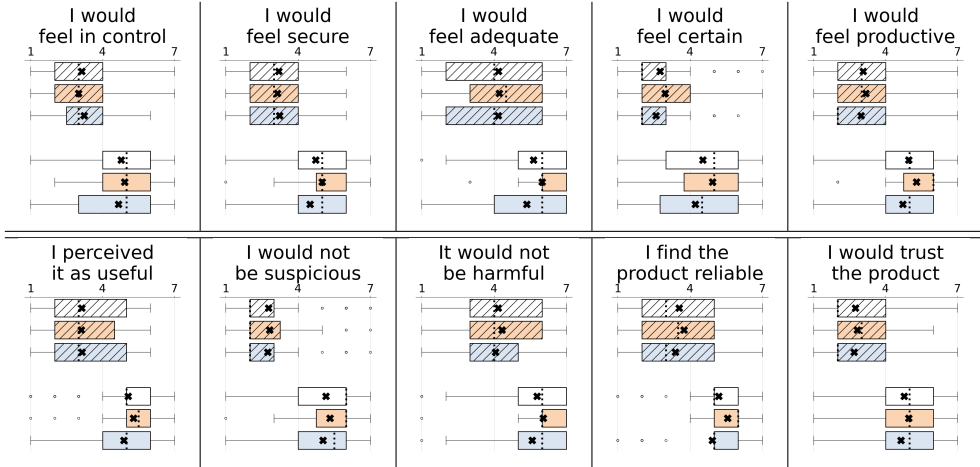 I would
feel in control
1 4 7
I would
feel secure
1 4 7
I would
feel adequate
1 4 7
I would
feel certain
1 4 7
I would
feel productive
1 4 7
I perceived
it as useful
1 4 7
I would not
be suspicious
1 4 7
It would not
be harmful
1 4 7
I find the
product reliable
1 4 7
I would trust
the product
1 4 7